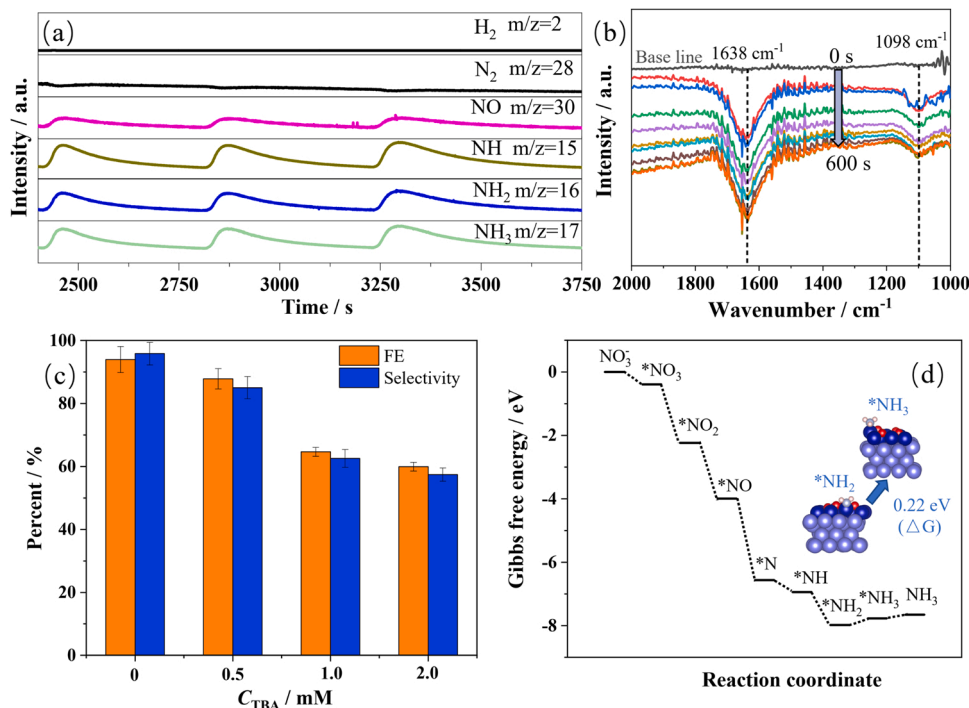 (a)
H₂ m/z=2
N₂ m/z=28
NO m/z=30
NH m/z=15
NH₂ m/z=16
NH₃ m/z=17
Intensity / a.u.
2500 2750 3000 3250 3500 3750
Time / s
(b)
1638 cm⁻¹ 1098 cm⁻¹
Base line 0 s
600 s
Intensity / a.u.
2000 1800 1600 1400 1200 1000
Wavenumber / cm⁻¹
(c)
FE
Selectivity
100
80
60
40
20
0
Percent / %
0 0.5 1.0 2.0
C_TBA / mM
(d)
NO₃⁻
*NO₃
*NO₂
*NO
*N
*NH
*NH₂
*NH₃
NH₃
*NH₃
*NH₂
0.22 eV
(△G)
0
-2
-4
-6
-8
Gibbs free energy / eV
Reaction coordinate